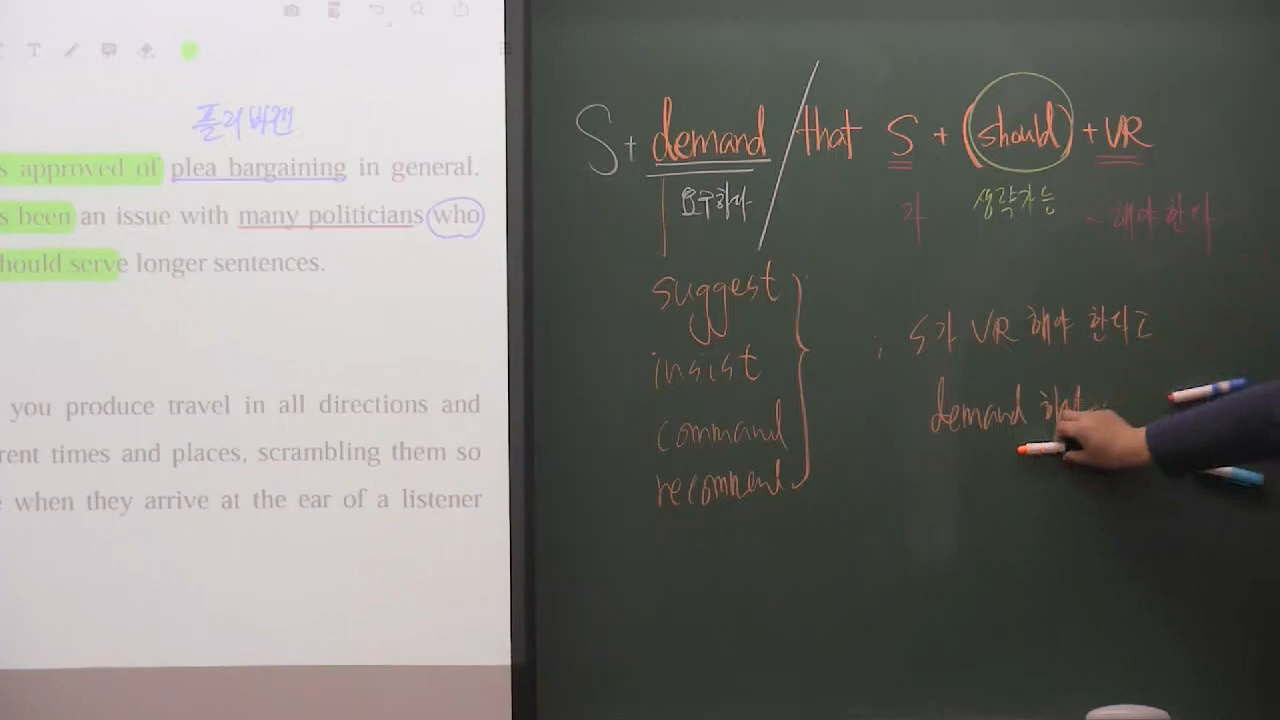 플리바겐
s approved of plea bargaining in general.
s been an issue with many politicians who
hould serve longer sentences.
you produce travel in all directions and
rent times and places, scrambling them so
when they arrive at the ear of a listener
S + demand / that S + (should) + VR
요구하다 가 생략가능 ~해야 한다
suggest
insist
command
recommend
: S가 VR 해야 한다고
demand